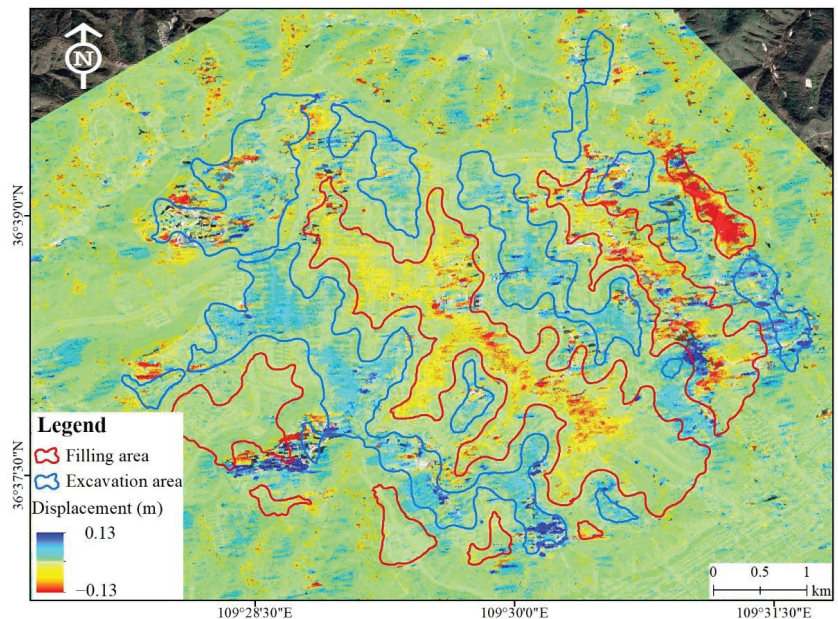 N
36°39'0"N
36°37'30"N
Legend
Filling area
Excavation area
Displacement (m)
0.13
−0.13
0 0.5 1
km
109°28'30"E
109°30'0"E
109°31'30"E